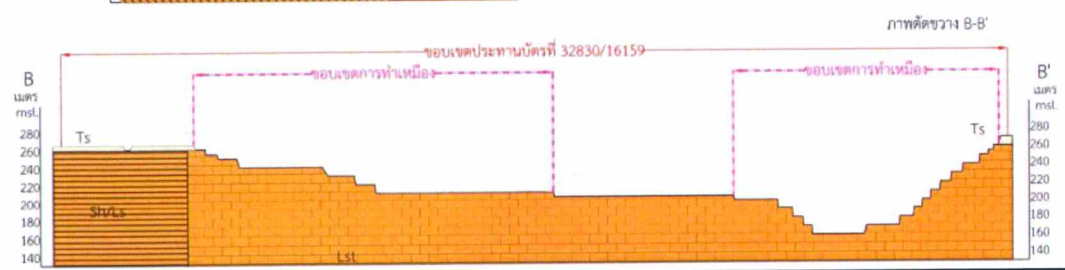 ภาพตัดขวาง B-B'
ขอบเขตประทานบัตรที่ 32830/16159
ขอบเขตการทำเหมือง
ขอบเขตการทำเหมือง
B
เมตร
msl.
280
260
240
220
200
180
160
140
B'
เมตร
msl.
280
260
240
220
200
180
160
140
Ts
Ts
Sh/Ls
Lst